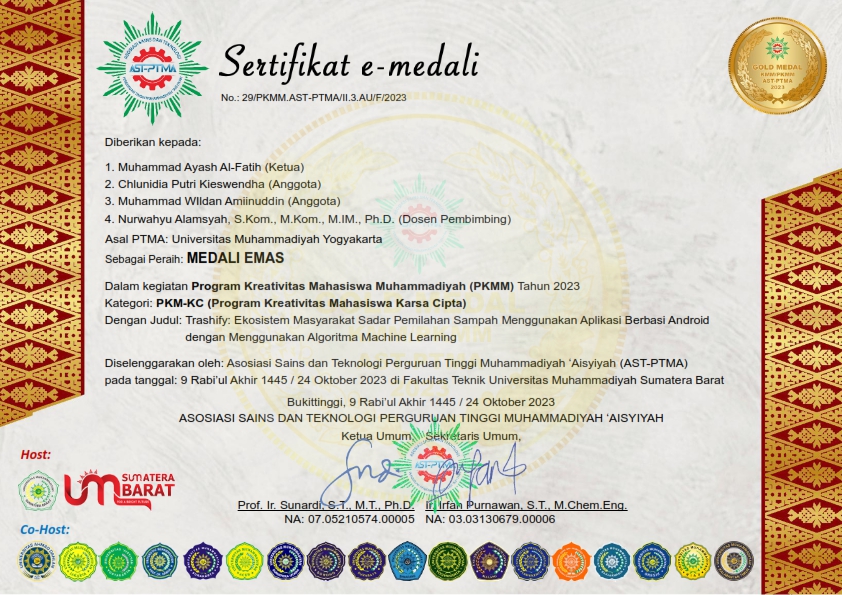 Sertifikat e-medali
No.: 29/PKMM.AST-PTMA/II.3.AU/F/2023
AST-PTMA
GOLD MEDAL
KMM/PKMN
AST-PTMA
2023
Diberikan kepada:
1. Muhammad Ayash Al-Fatih (Ketua)
2. Chlunidia Putri Kieswendha (Anggota)
3. Muhammad WIldan Amiinuddin (Anggota)
4. Nurwahyu Alamsyah, S.Kom., M.Kom., M.IM., Ph.D. (Dosen Pembimbing)
Asal PTMA: Universitas Muhammadiyah Yogyakarta
Sebagai Peraih: MEDALI EMAS
Dalam kegiatan Program Kreativitas Mahasiswa Muhammadiyah (PKMM) Tahun 2023
Kategori: PKM-KC (Program Kreativitas Mahasiswa Karsa Cipta)
Dengan Judul: Trashify: Ekosistem Masyarakat Sadar Pemilahan Sampah Menggunakan Aplikasi Berbasi Android
dengan Menggunakan Algoritma Machine Learning
Diselenggarakan oleh: Asosiasi Sains dan Teknologi Perguruan Tinggi Muhammadiyah ‘Aisyiyah (AST-PTMA)
pada tanggal: 9 Rabi’ul Akhir 1445 / 24 Oktober 2023 di Fakultas Teknik Universitas Muhammadiyah Sumatera Barat
Bukittinggi, 9 Rabi’ul Akhir 1445 / 24 Oktober 2023
ASOSIASI SAINS DAN TEKNOLOGI PERGURUAN TINGGI MUHAMMADIYAH ‘AISYIYAH
Ketua Umum, Sekretaris Umum,
AST-PTMA
Prof. Ir. Sunardi, S.T., M.T., Ph.D. Ir. Irfan Purnawan, S.T., M.Chem.Eng.
NA: 07.05210574.00005 NA: 03.03130679.00006
Host:
UM SUMATERA
BARAT
Co-Host: